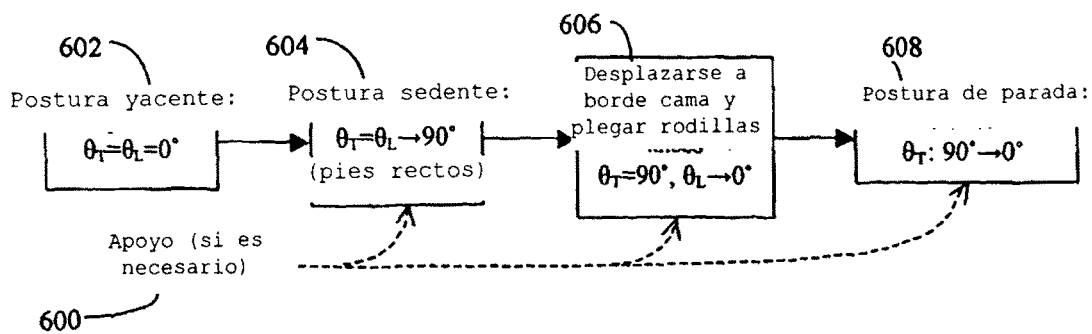 602
Postura yacente:
θT=θL=0°
604
Postura sedente:
θT=θL→90°
(pies rectos)
606
Desplazarse a
borde cama y
plegar rodillas
θT=90°, θL→0°
608
Postura de parada:
θT: 90°→0°
Apoyo (si es
necesario)
600